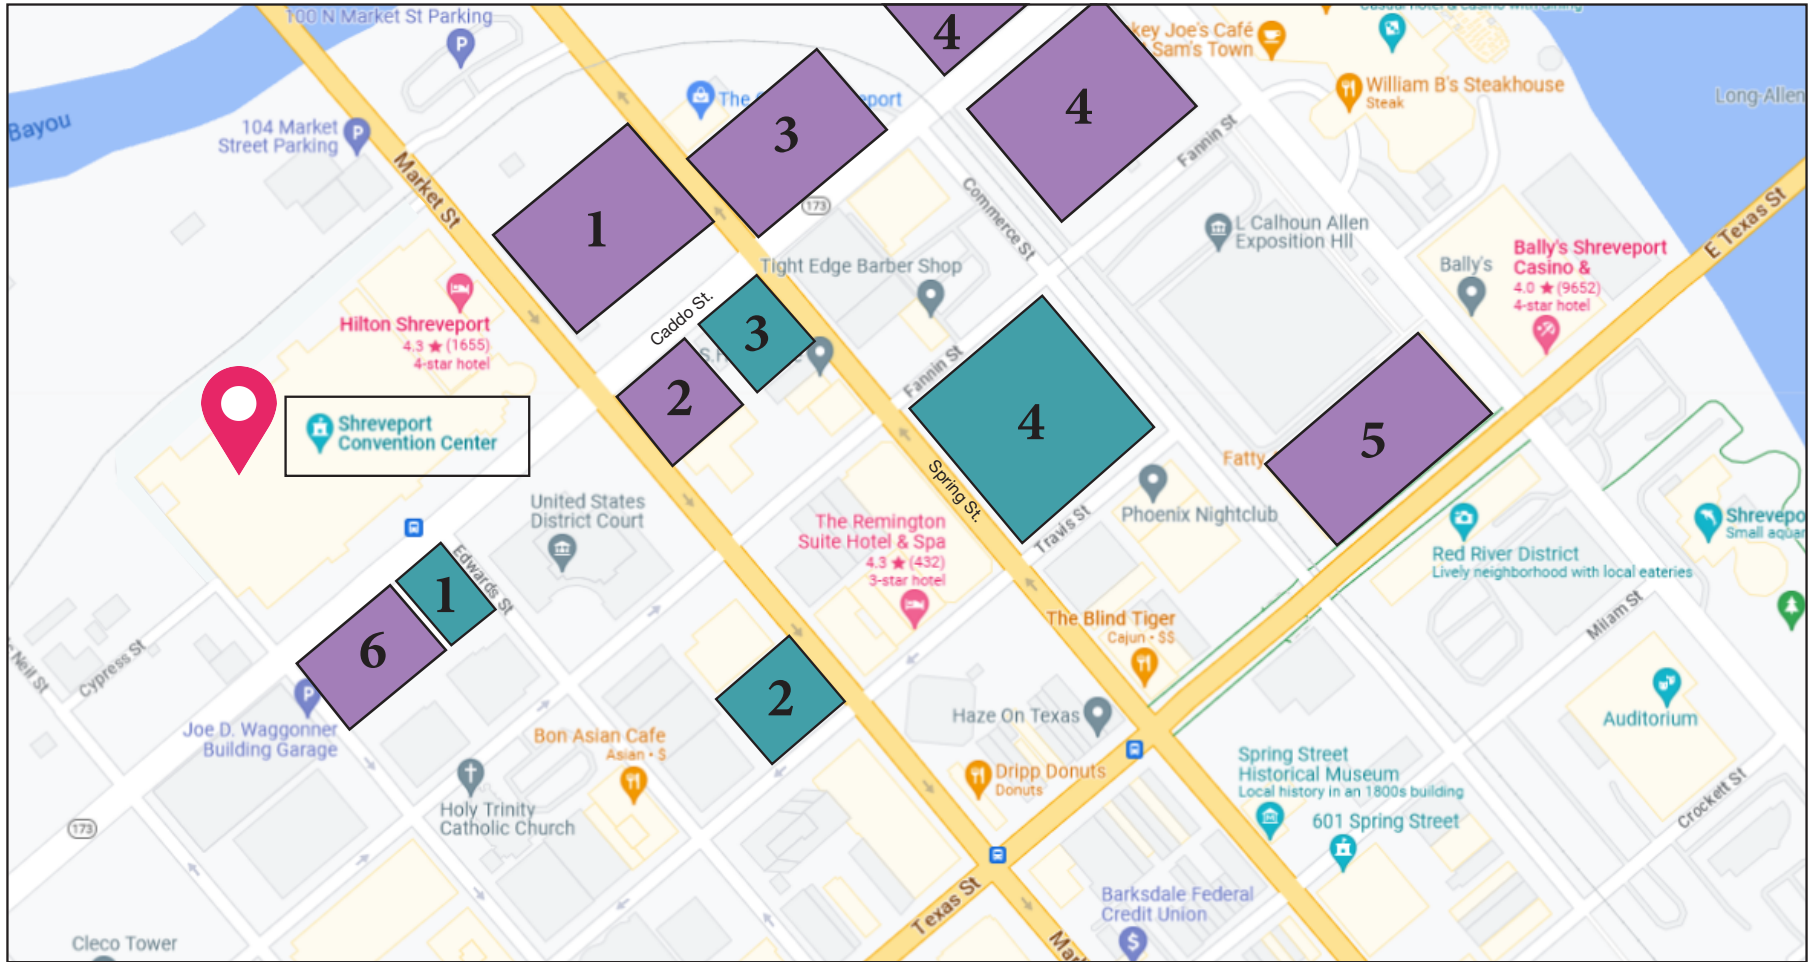 100 N Market St Parking
Bayou
104 Market
Street Parking
Market St
The
eport
4
key Joe's Café
Sam's Town
William B's Steakhouse
Steak
Long-Allen
3
4
1
173
Fannin St
Commerce St
L Calhoun Allen
Exposition Hll
E Texas St
Bally's
Bally's Shreveport
Casino &
4.0 ★ (9652)
4-star hotel
Tight Edge Barber Shop
Hilton Shreveport
4.3 ★ (1655)
4-star hotel
Caddo St.
3
2
Fannin St
4
5
Fatty
Shreveport
Convention Center
Spring St.
United States
District Court
The Remington
Suite Hotel & Spa
4.3 ★ (432)
3-star hotel
Travis St
Phoenix Nightclub
Red River District
Lively neighborhood with local eateries
Shrevepo
Small aquar
Edwards St
1
6
Neil St
Cypress St
Joe D. Waggonner
Building Garage
2
The Blind Tiger
Cajun • $$
Milam St
Auditorium
Haze On Texas
Bon Asian Cafe
Asian • $
Dripp Donuts
Donuts
Spring Street
Historical Museum
Local history in an 1800s building
601 Spring Street
Crockett St
Holy Trinity
Catholic Church
173
Texas St
Mar
Barksdale Federal
Credit Union
Cleco Tower